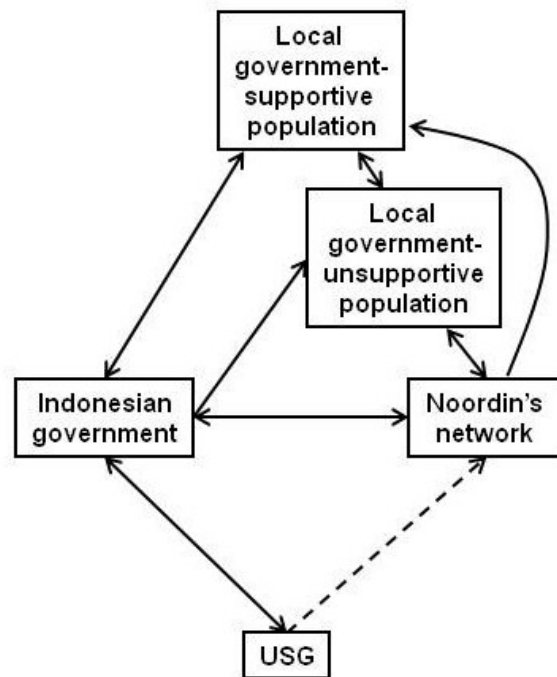 Local
government-
supportive
population
Local
government-
unsupportive
population
Indonesian
government
Noordin's
network
USG